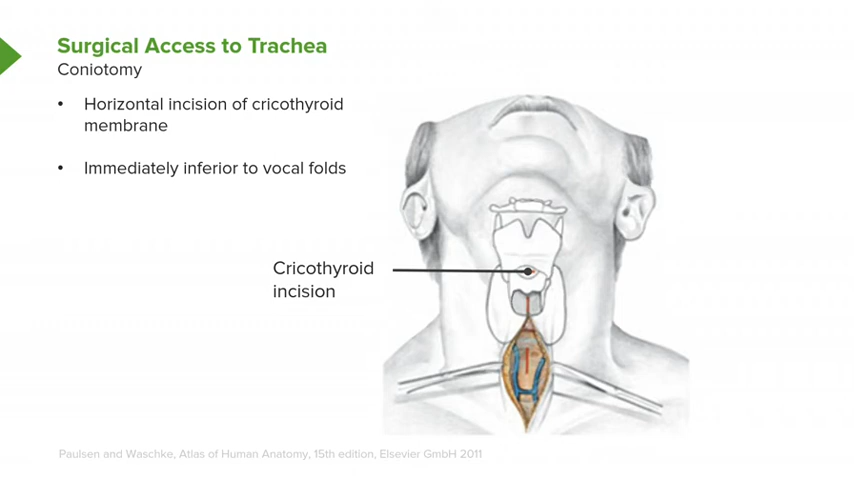 Surgical Access to Trachea
Coniotomy
• Horizontal incision of cricothyroid
membrane
• Immediately inferior to vocal folds
Cricothyroid
incision
Paulsen and Waschke, Atlas of Human Anatomy, 15th edition, Elsevier GmbH 2011